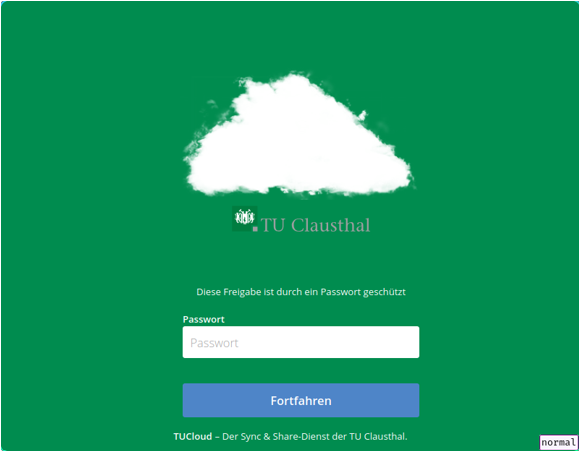 TU Clausthal
Diese Freigabe ist durch ein Passwort geschützt
Passwort
Passwort
Fortfahren
TUCloud – Der Sync & Share-Dienst der TU Clausthal.
normal